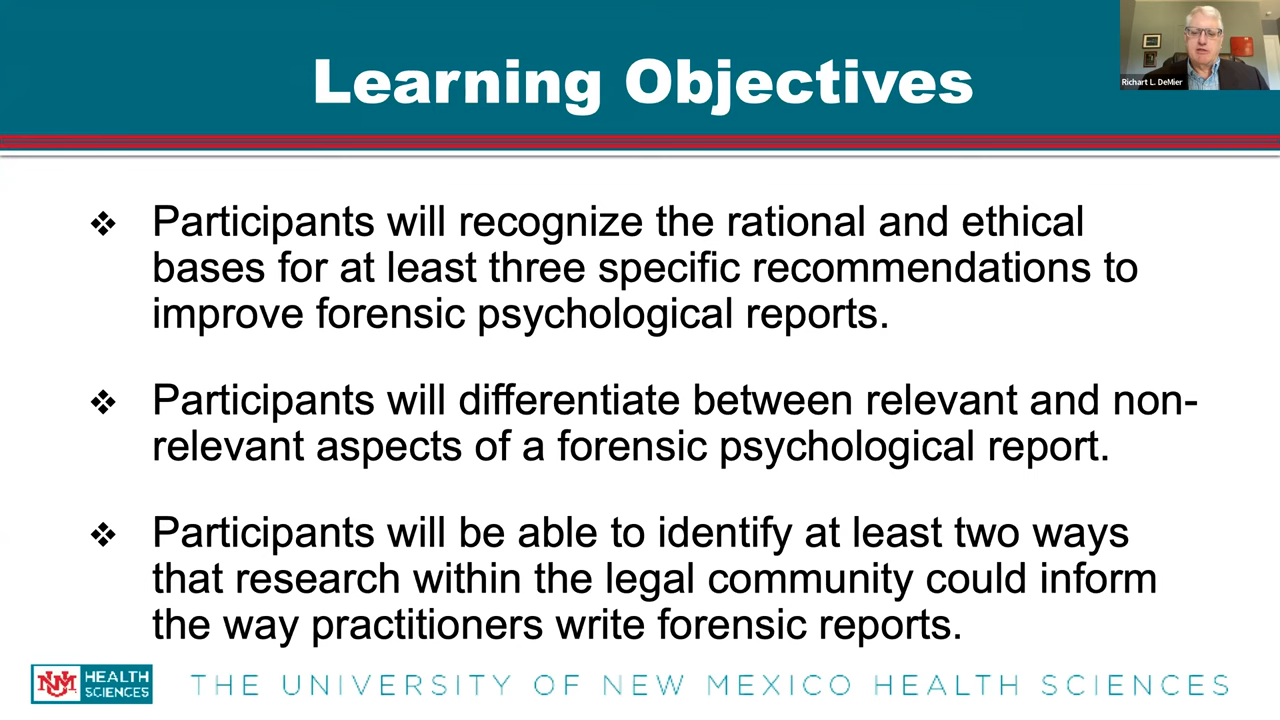 Learning Objectives
Richart L. DeMier
❖ Participants will recognize the rational and ethical
bases for at least three specific recommendations to
improve forensic psychological reports.
❖ Participants will differentiate between relevant and non-
relevant aspects of a forensic psychological report.
❖ Participants will be able to identify at least two ways
that research within the legal community could inform
the way practitioners write forensic reports.
UNM HEALTH
SCIENCES
THE UNIVERSITY OF NEW MEXICO HEALTH SCIENCES